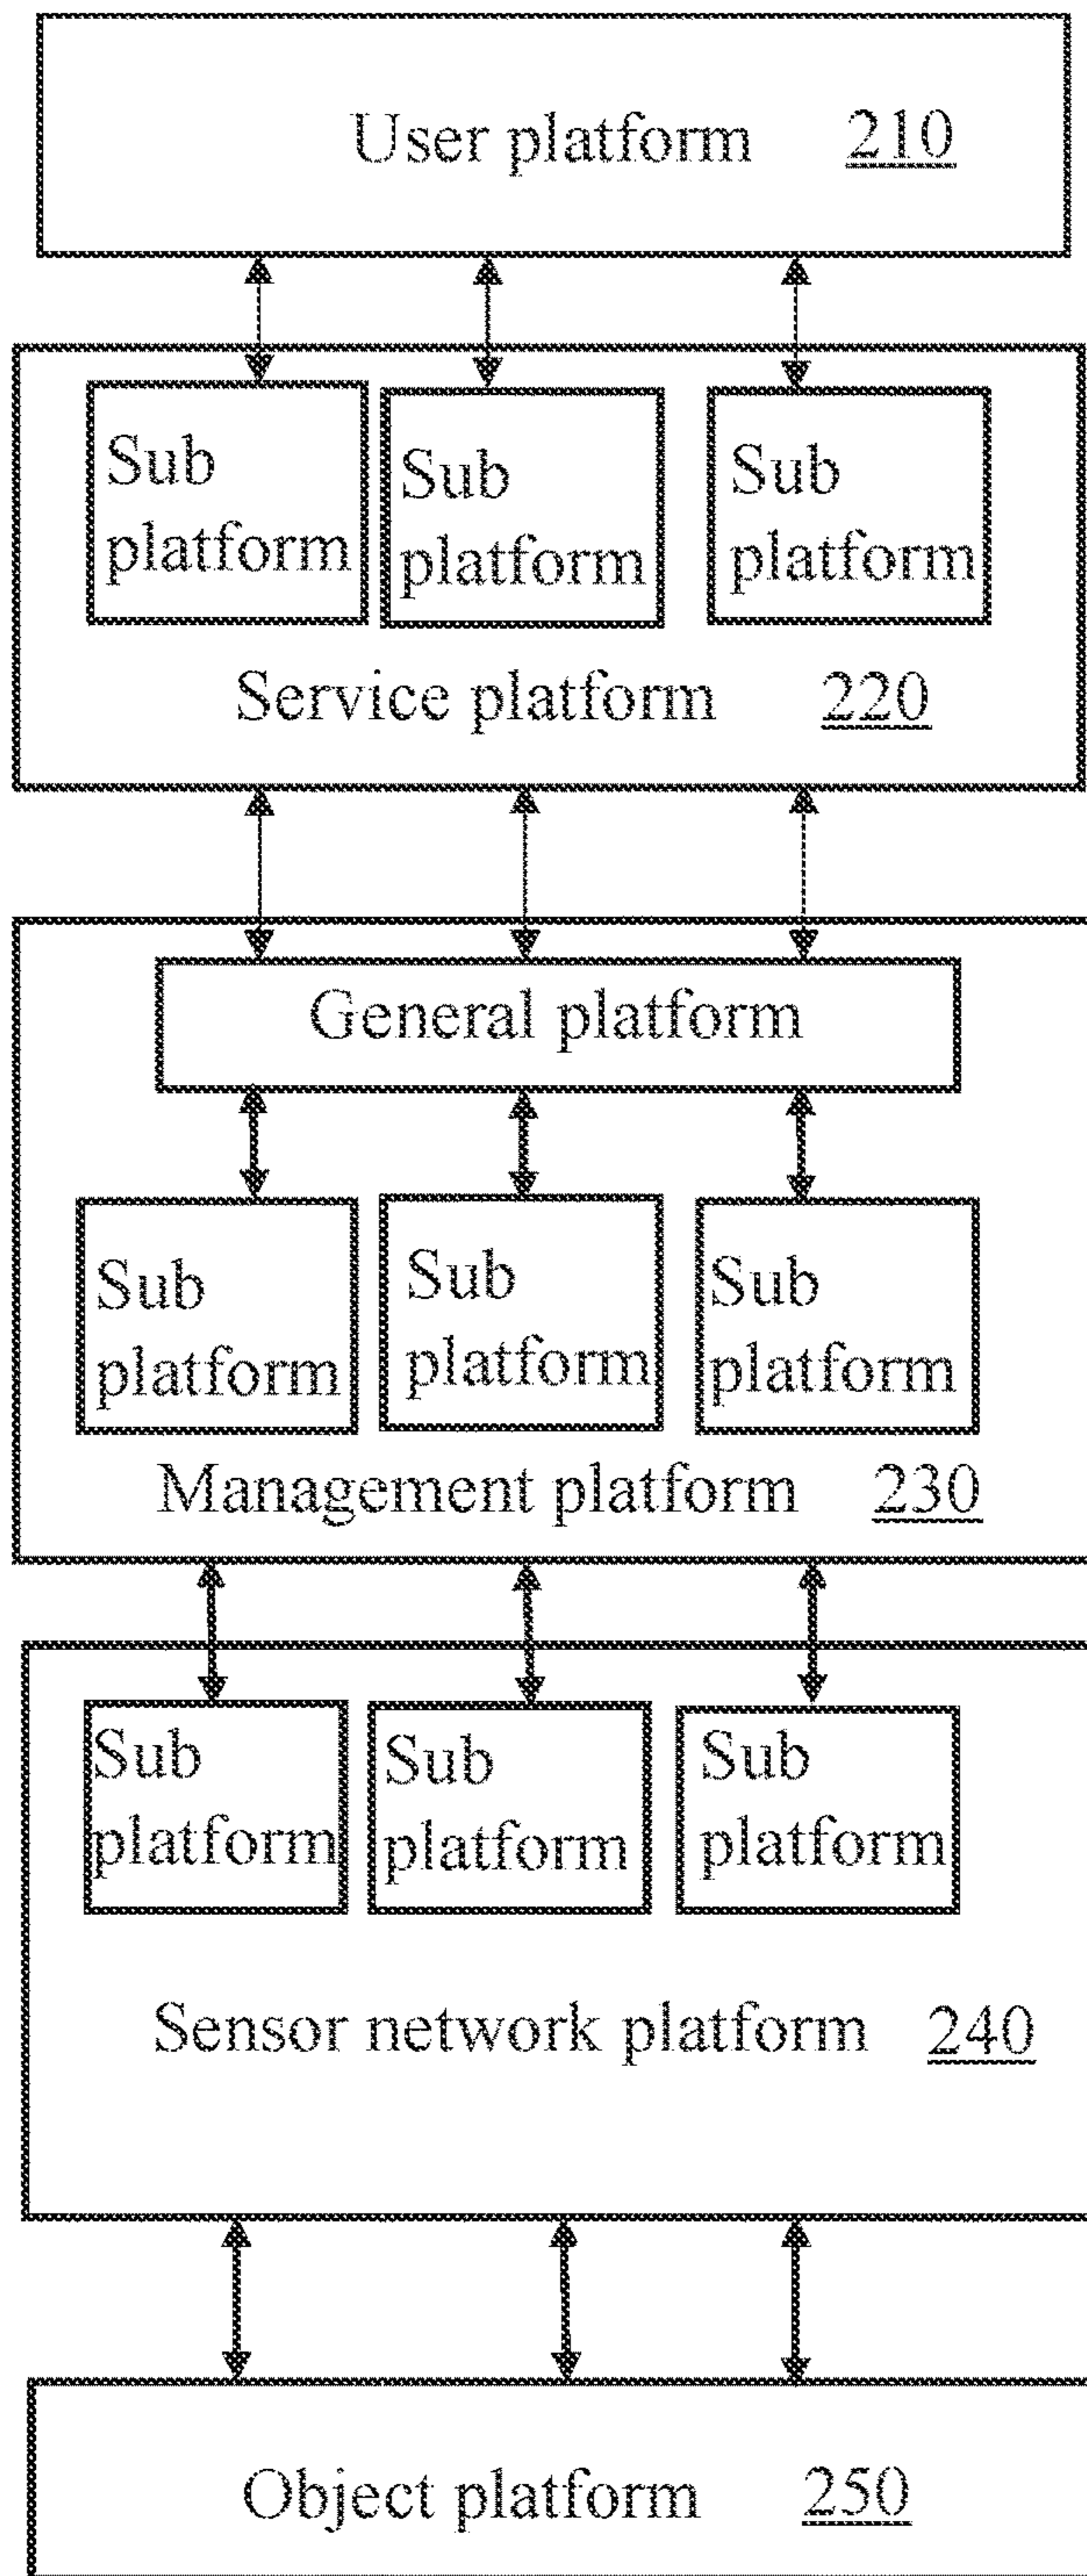 User platform 210
Sub
platform
Sub
platform
Sub
platform
Service platform 220
General platform
Sub
platform
Sub
platform
Sub
platform
Management platform 230
Sub
platform
Sub
platform
Sub
platform
Sensor network platform 240
Object platform 250